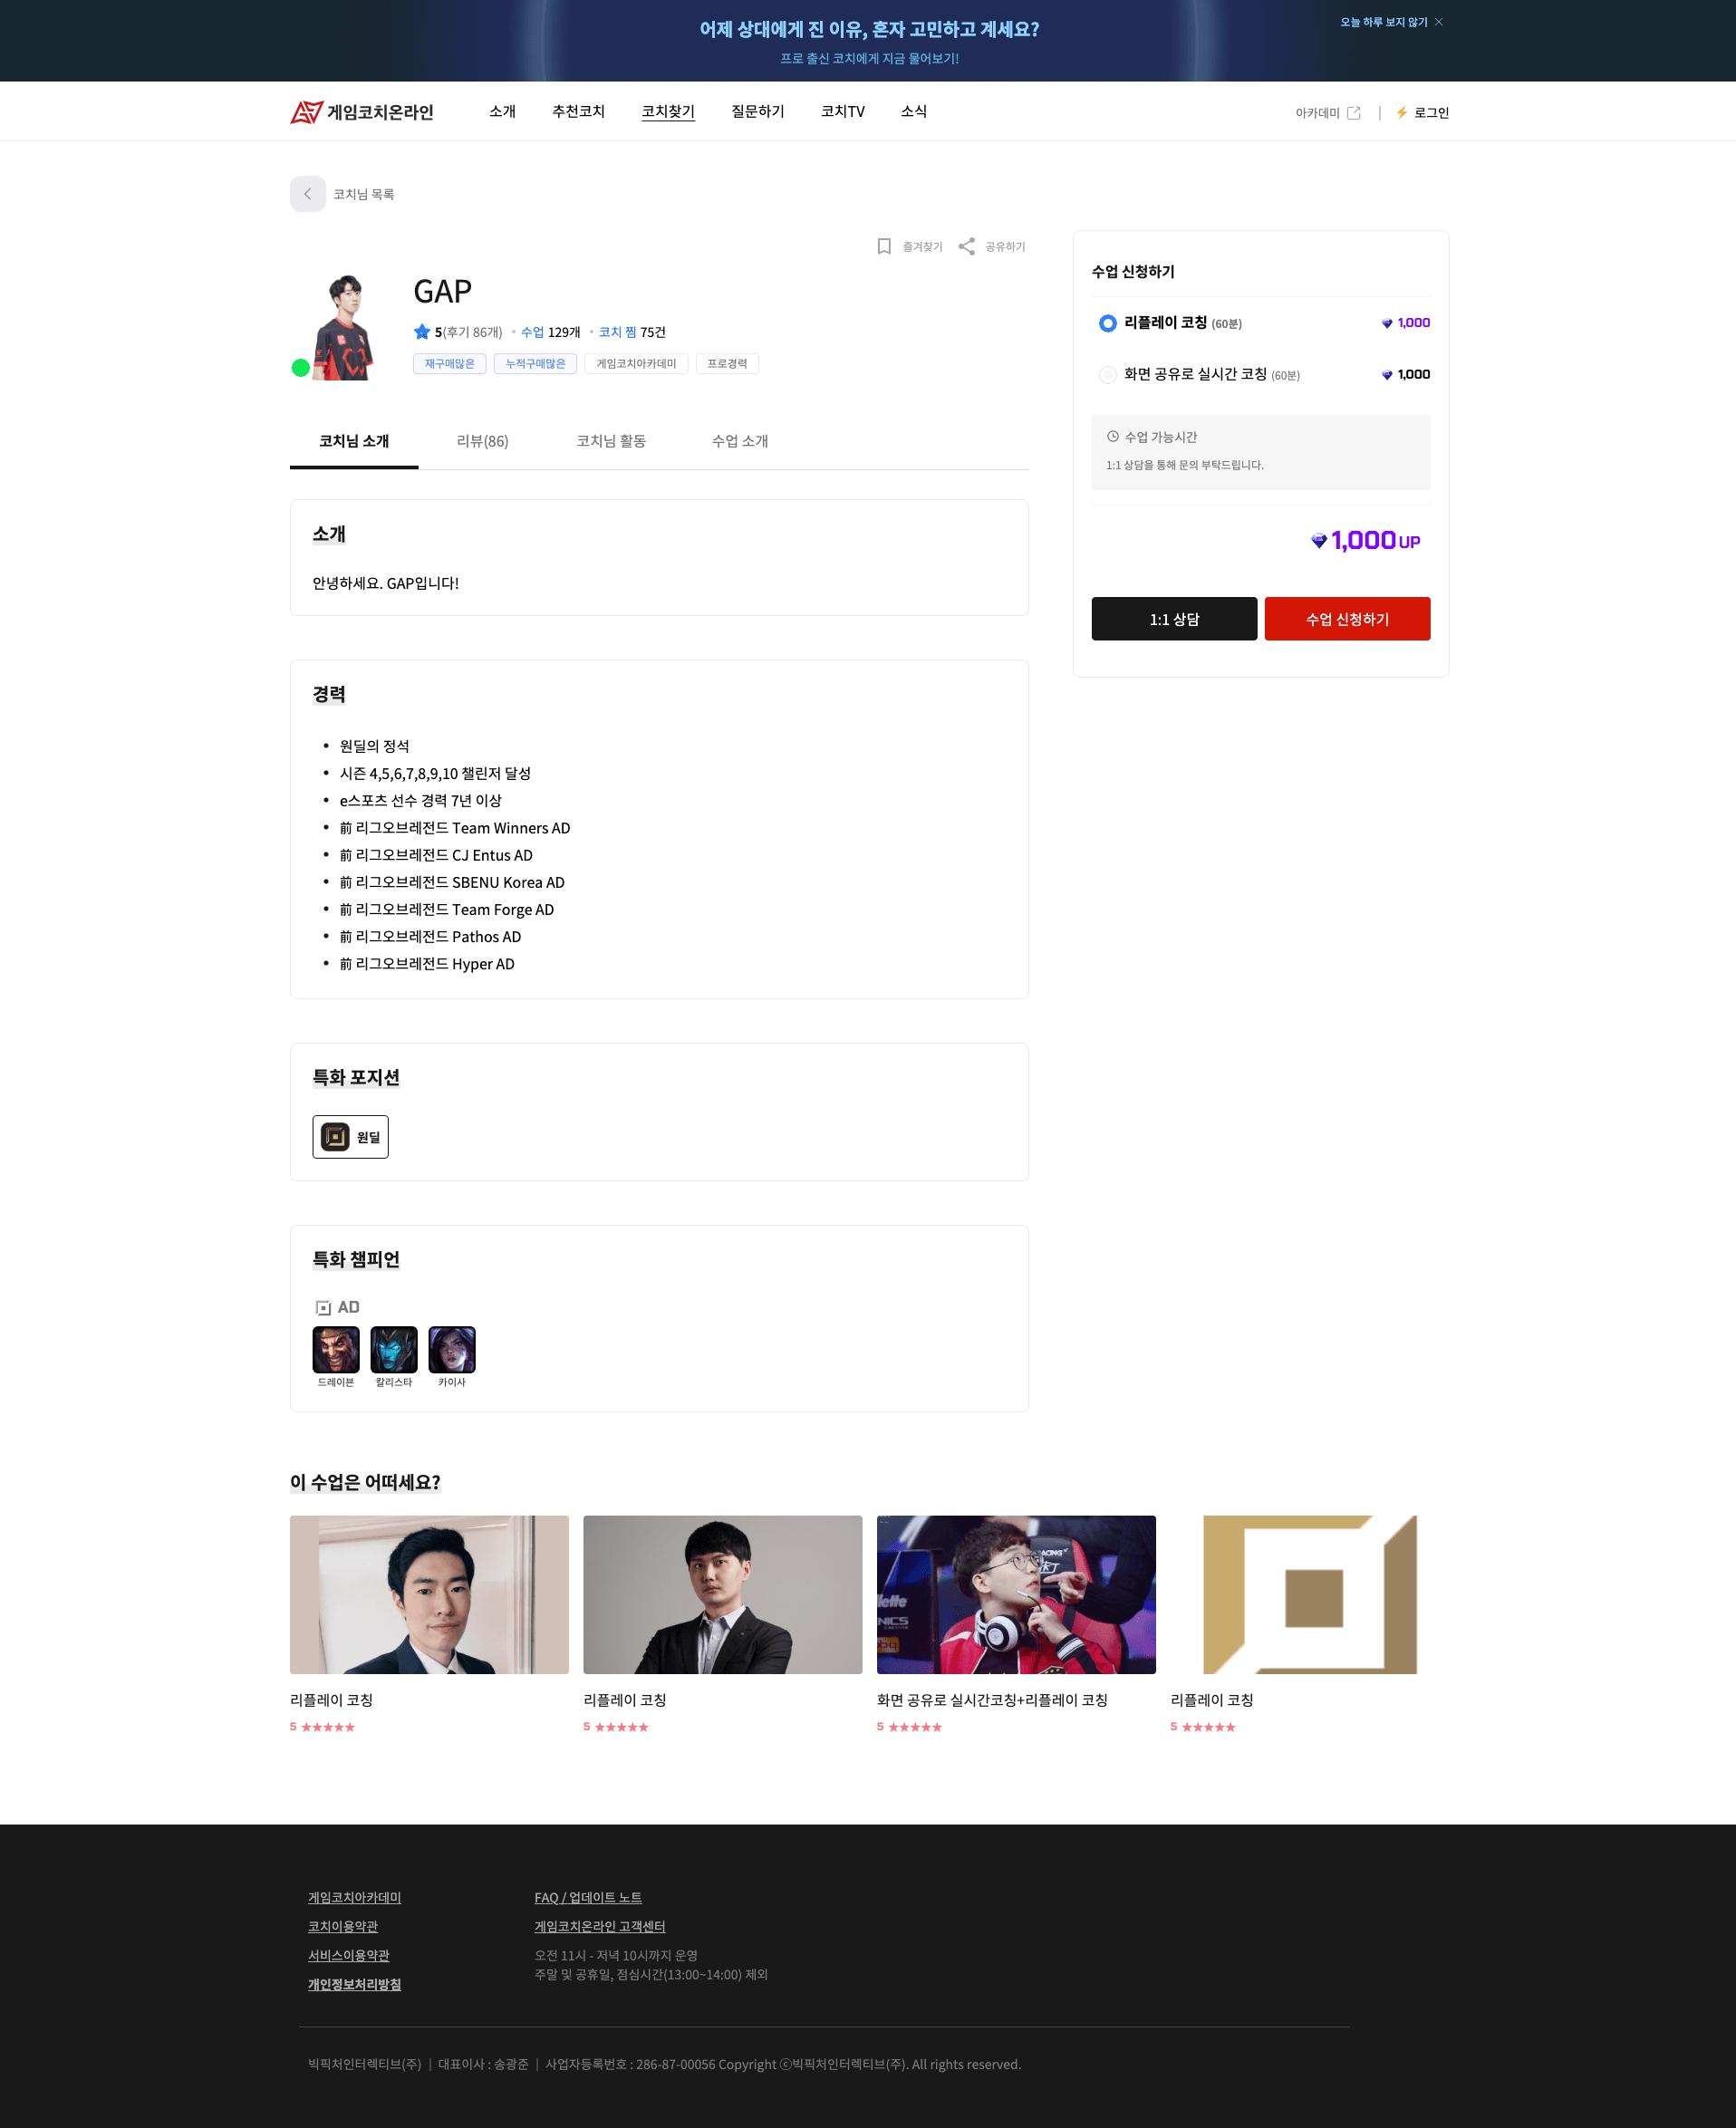 어제 상대에게 진 이유, 혼자 고민하고 계세요?
프로 출신 코치에게 지금 물어보기!
오늘 하루 보지 않기
게임코치온라인
소개 추천코치 코치찾기 질문하기 코치TV 소식
아카데미 | 로그인
코치님 목록
즐겨찾기 공유하기
GAP
5(후기 86개) • 수업 129개 • 코치 찜 75건
재구매많은 누적구매많은 게임코치아카데미 프로경력
코치님 소개 리뷰(86) 코치님 활동 수업 소개
소개
안녕하세요. GAP입니다!
경력
• 원딜의 정석
• 시즌 4,5,6,7,8,9,10 챌린저 달성
• e스포츠 선수 경력 7년 이상
• 前 리그오브레전드 Team Winners AD
• 前 리그오브레전드 CJ Entus AD
• 前 리그오브레전드 SBENU Korea AD
• 前 리그오브레전드 Team Forge AD
• 前 리그오브레전드 Pathos AD
• 前 리그오브레전드 Hyper AD
특화 포지션
원딜
특화 챔피언
AD
드레이븐 칼리스타 카이사
수업 신청하기
리플레이 코칭 (60분) 1,000
화면 공유로 실시간 코칭 (60분) 1,000
수업 가능시간
1:1 상담을 통해 문의 부탁드립니다.
1,000 UP
1:1 상담 수업 신청하기
이 수업은 어떠세요?
리플레이 코칭
5 ★★★★★
리플레이 코칭
5 ★★★★★
화면 공유로 실시간코칭+리플레이 코칭
5 ★★★★★
리플레이 코칭
5 ★★★★★
게임코치아카데미
코치이용약관
서비스이용약관
개인정보처리방침
FAQ / 업데이트 노트
게임코치온라인 고객센터
오전 11시 - 저녁 10시까지 운영
주말 및 공휴일, 점심시간(13:00~14:00) 제외
빅픽처인터렉티브(주) | 대표이사 : 송광준 | 사업자등록번호 : 286-87-00056 Copyright ⓒ빅픽처인터렉티브(주). All rights reserved.